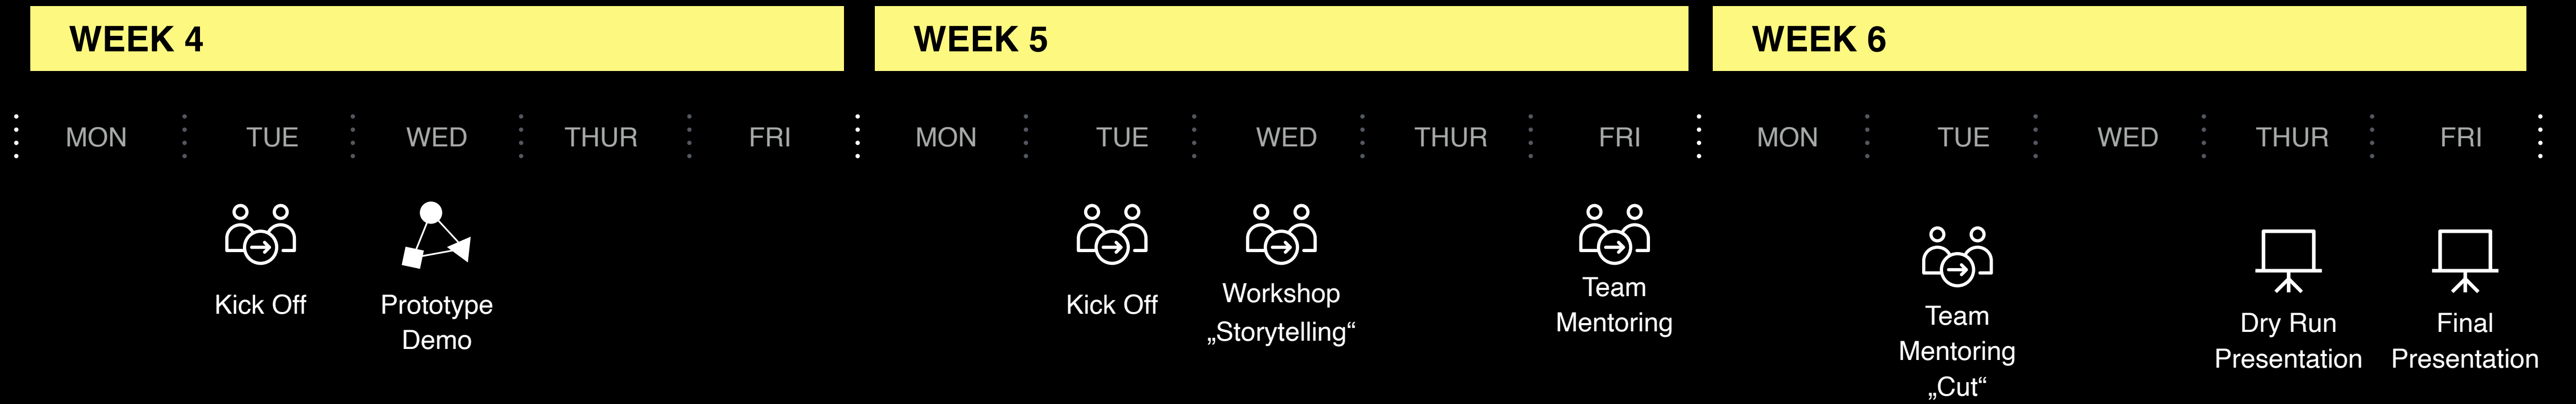 WEEK 4
WEEK 5
WEEK 6
MON TUE WED THUR FRI MON TUE WED THUR FRI MON TUE WED THUR FRI
Kick Off
Prototype
Demo
Kick Off
Workshop
„Storytelling“
Team
Mentoring
Team
Mentoring
„Cut“
Dry Run
Presentation
Final
Presentation